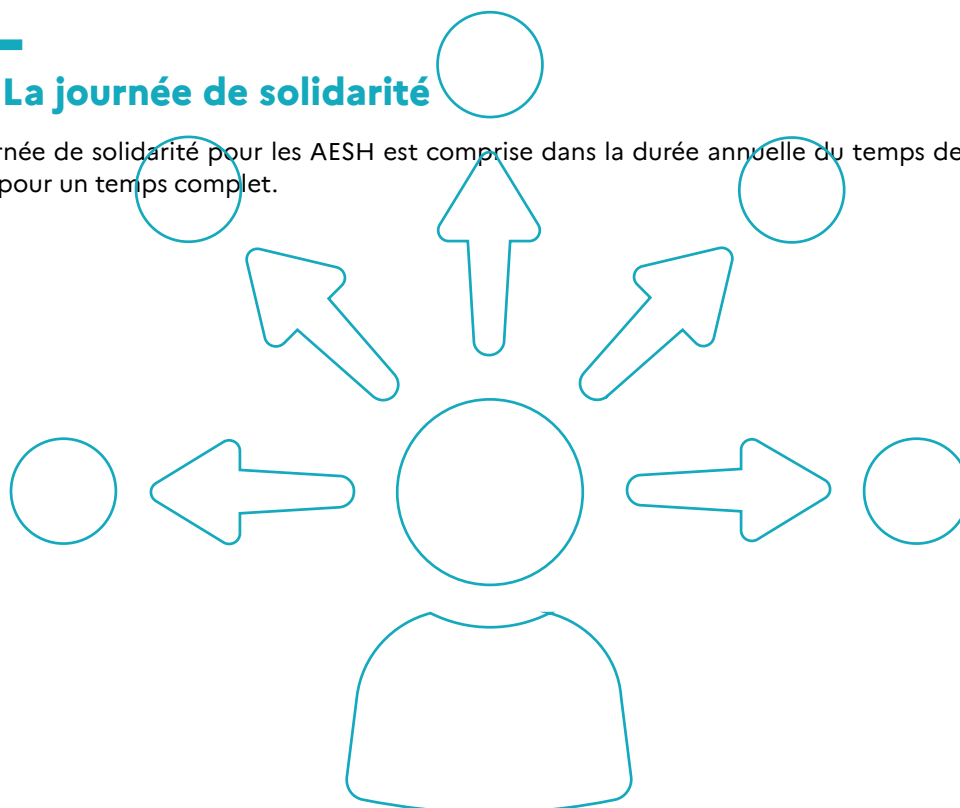 La journée de solidarité
rnée de solidarité pour les AESH est comprise dans la durée annuelle du temps de
pour un temps complet.